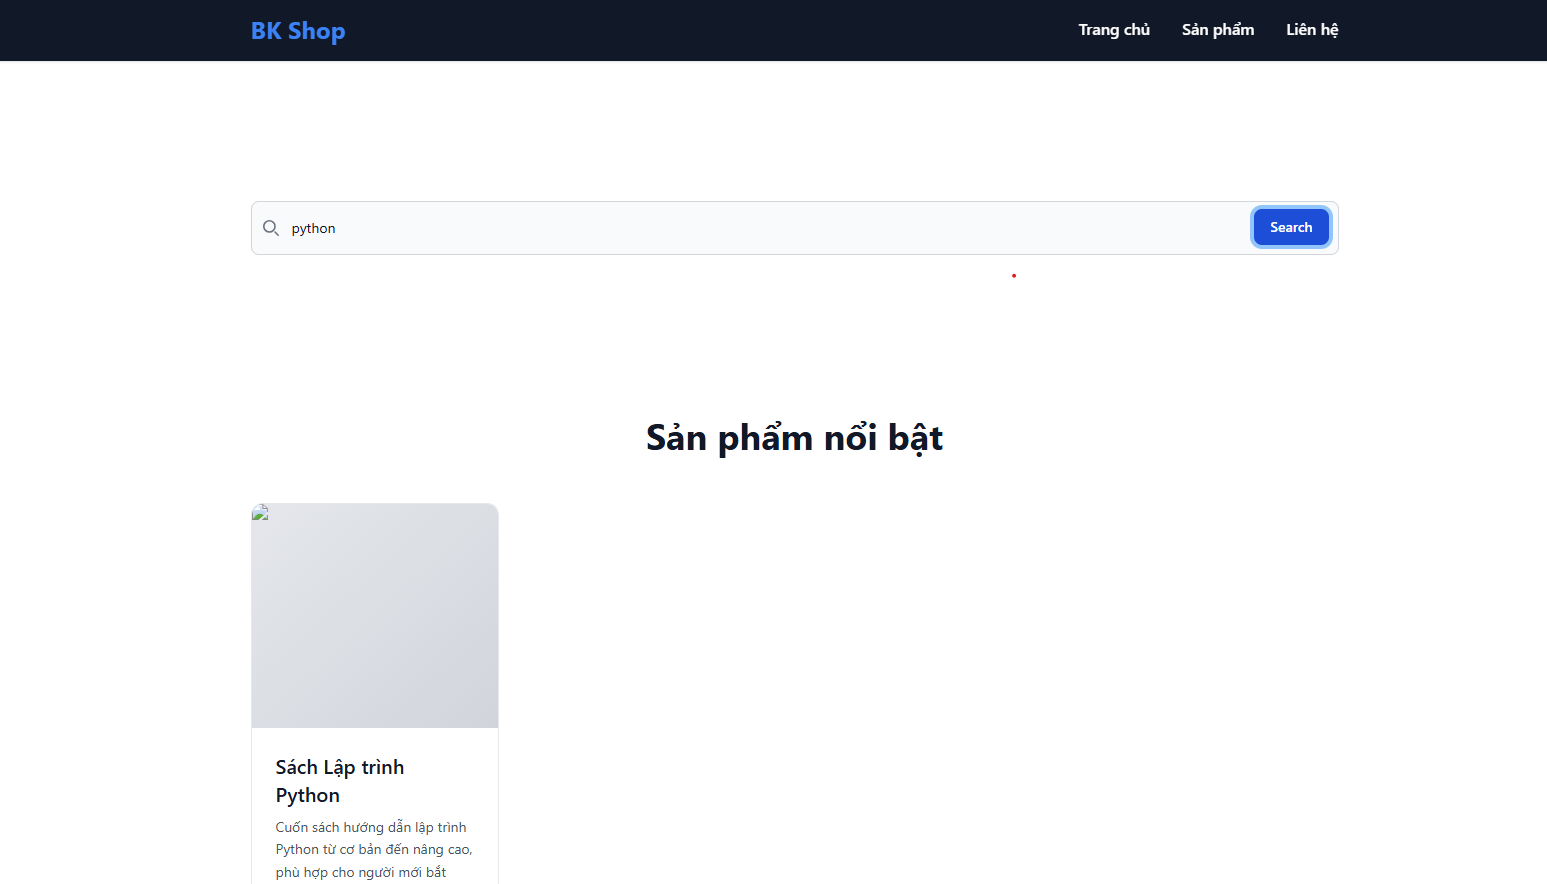 BK Shop
Trang chủ
Sản phẩm
Liên hệ
python
Search
Sản phẩm nổi bật
Sách Lập trình
Python
Cuốn sách hướng dẫn lập trình
Python từ cơ bản đến nâng cao,
phù hợp cho người mới bắt